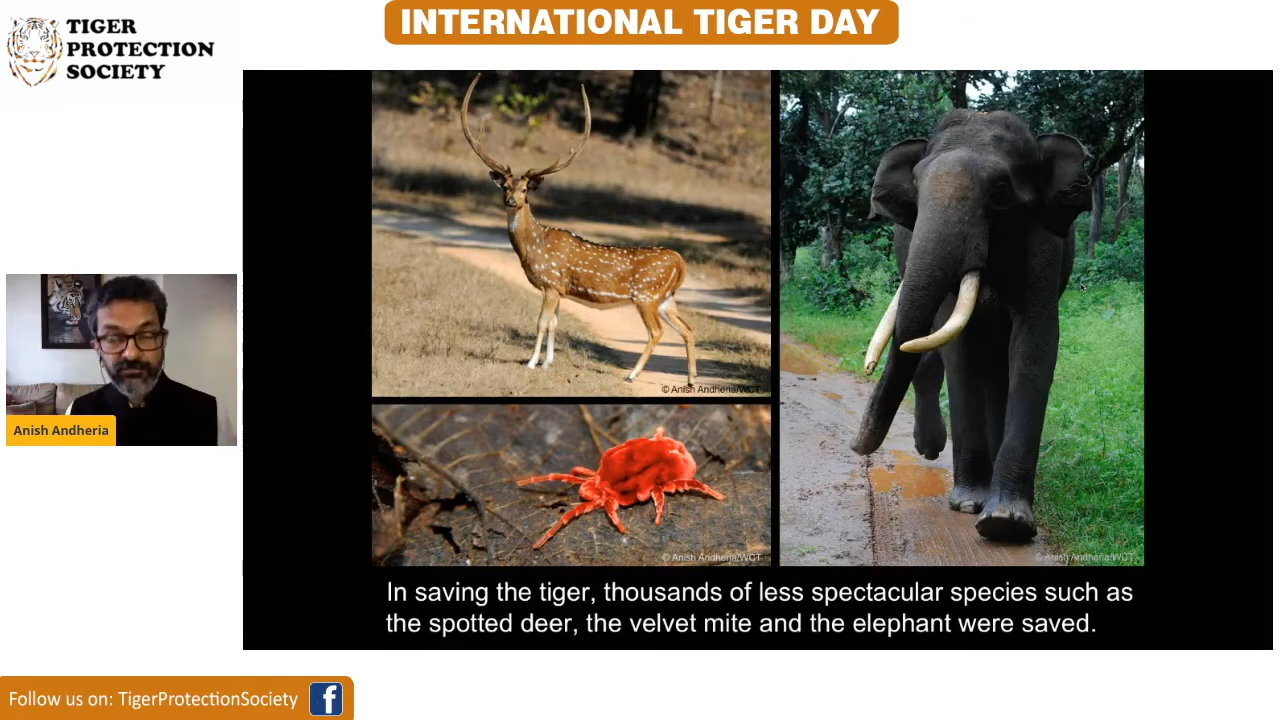 TIGER
PROTECTION
SOCIETY
INTERNATIONAL TIGER DAY
© Anish Andheria/WCT
© Anish Andheria/WCT
© Anish Andheria/WCT
Anish Andheria
In saving the tiger, thousands of less spectacular species such as
the spotted deer, the velvet mite and the elephant were saved.
Follow us on: TigerProtectionSociety
f